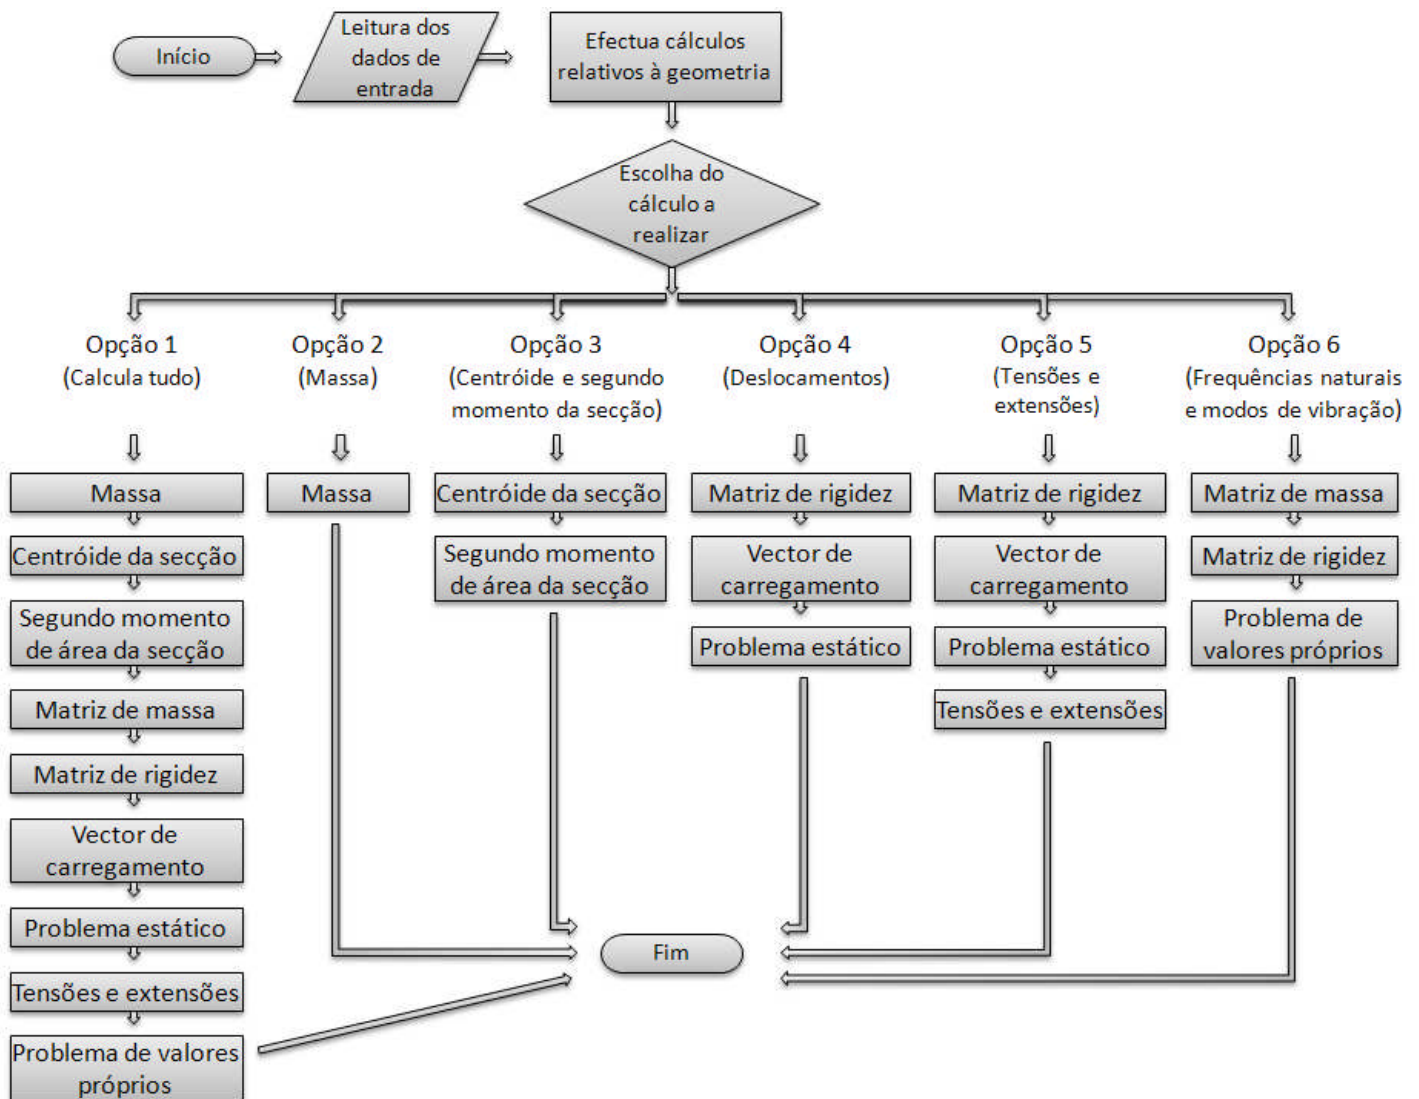 Início
Leitura dos
dados de
entrada
Efectua cálculos
relativos à geometria
Escolha do
cálculo a
realizar
Opção 1
(Calcula tudo)
Opção 2
(Massa)
Opção 3
(Centróide e segundo
momento da secção)
Opção 4
(Deslocamentos)
Opção 5
(Tensões e
extensões)
Opção 6
(Frequências naturais
e modos de vibração)
Massa
Centróide da secção
Segundo momento
de área da secção
Matriz de massa
Matriz de rigidez
Vector de
carregamento
Problema estático
Tensões e extensões
Problema de valores
próprios
Massa
Centróide da secção
Segundo momento
de área da secção
Matriz de rigidez
Vector de
carregamento
Problema estático
Matriz de rigidez
Vector de
carregamento
Problema estático
Tensões e extensões
Matriz de massa
Matriz de rigidez
Problema de
valores próprios
Fim